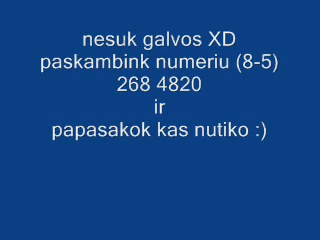 nesuk galvos XD
paskambink numeriu (8-5)
268 4820
ir
papasakok kas nutiko :)